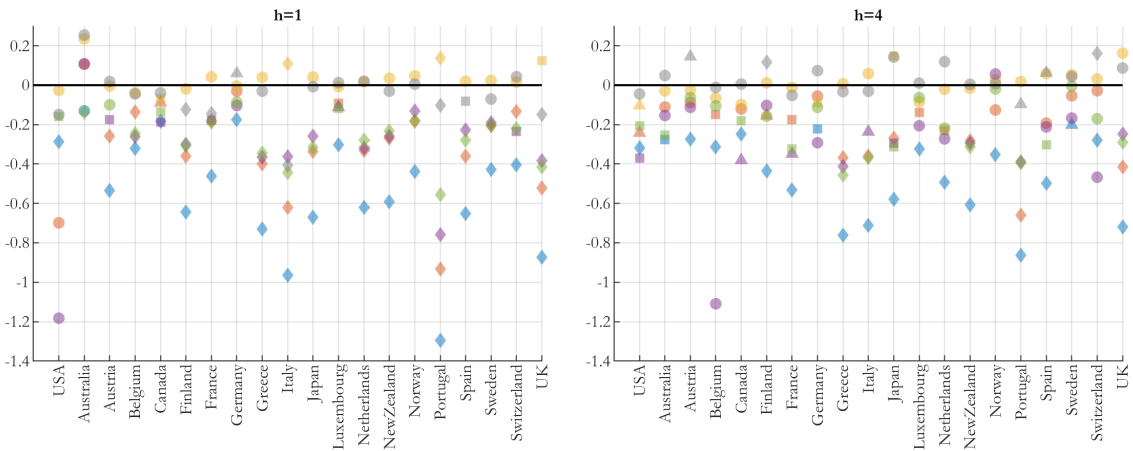 h=1
0.2
0
-0.2
-0.4
-0.6
-0.8
-1
-1.2
-1.4
USA
Australia
Austria
Belgium
Canada
Finland
France
Germany
Greece
Italy
Japan
Luxembourg
Netherlands
NewZealand
Norway
Portugal
Spain
Sweden
Switzerland
UK
h=4
0.2
0
-0.2
-0.4
-0.6
-0.8
-1
-1.2
-1.4
USA
Australia
Austria
Belgium
Canada
Finland
France
Germany
Greece
Italy
Japan
Luxembourg
Netherlands
NewZealand
Norway
Portugal
Spain
Sweden
Switzerland
UK